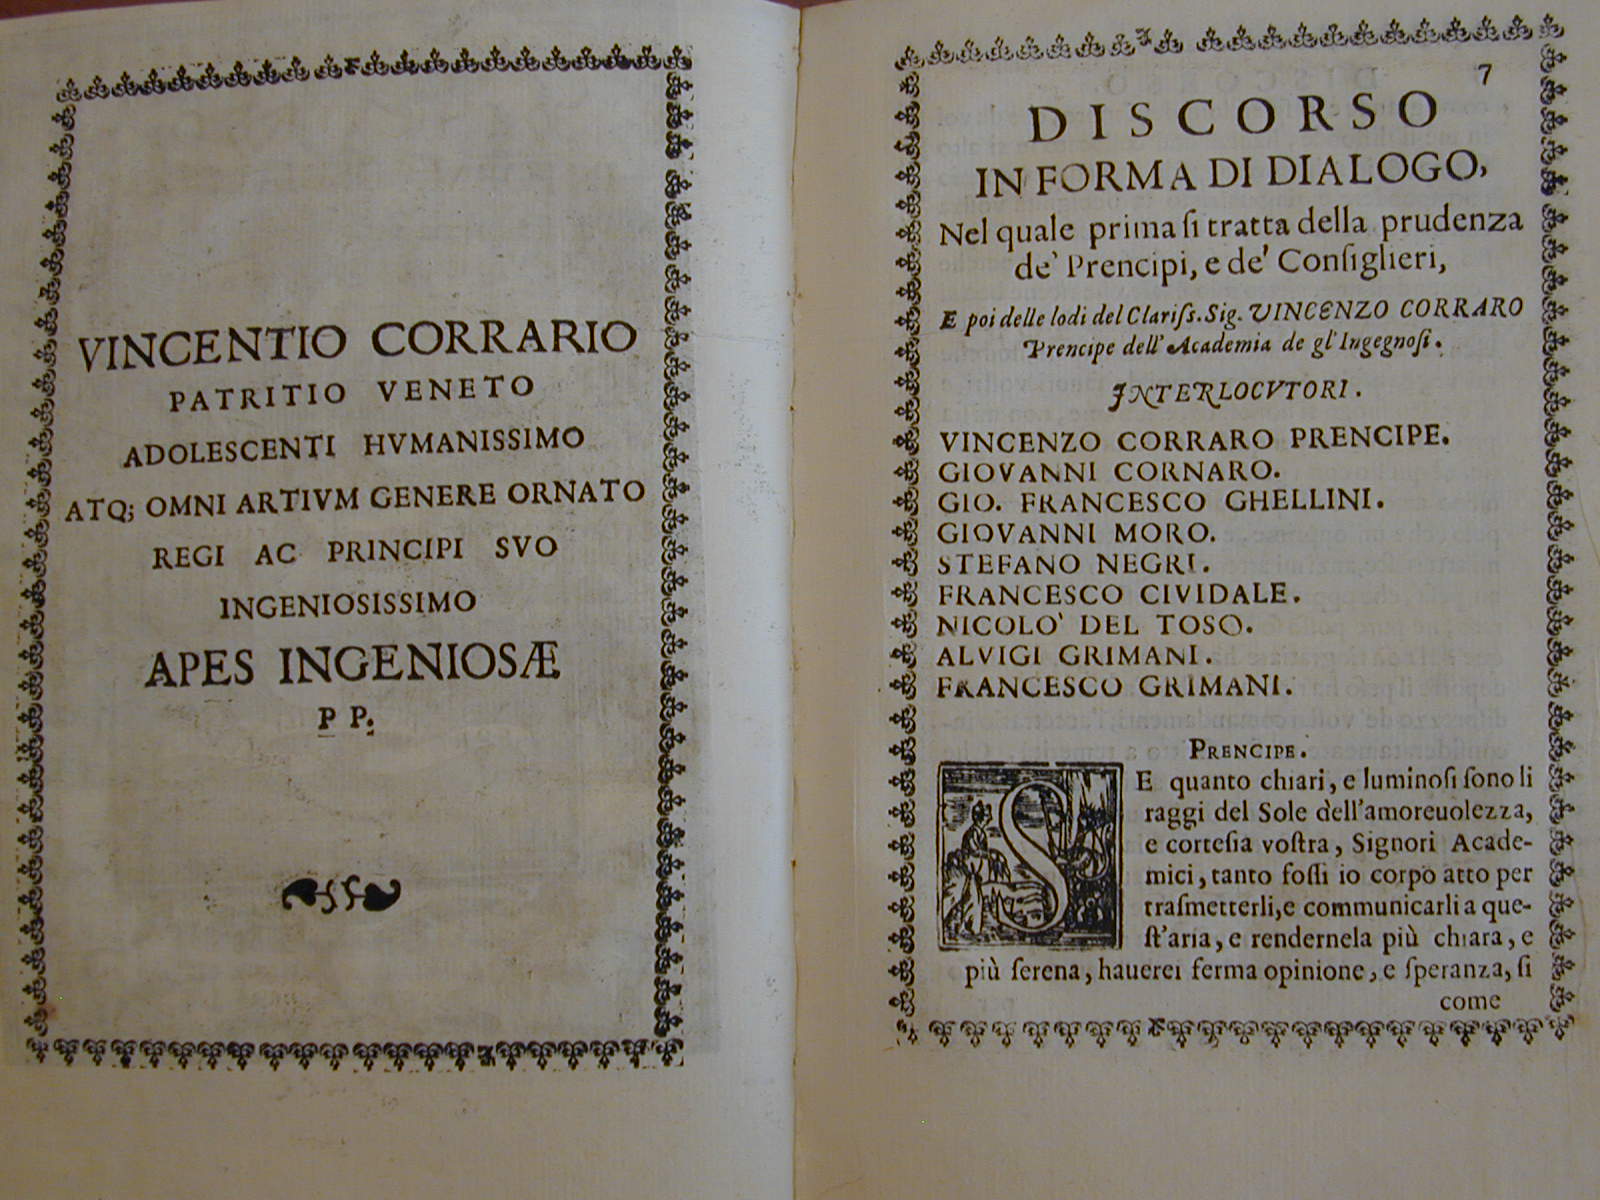 VINCENTIO CORRARIO
PATRITIO VENETO
ADOLESCENTI HVMANISSIMO
ATQ; OMNI ARTIVM GENERE ORNATO
REGI AC PRINCIPI SVO
INGENIOSISSIMO
APES INGENIOSÆ
P P.
7
DISCORSO
IN FORMA DI DIALOGO,
Nel quale prima ſi tratta della prudenza
de' Prencipi, e de' Conſiglieri,
E poi delle lodi del Clariſs. Sig. VINCENZO CORRARO
Prencipe dell' Academia de gl' Ingegnoſi.
INTERLOCVTORI.
VINCENZO CORRARO PRENCIPE.
GIOVANNI CORNARO.
GIO. FRANCESCO GHELLINI.
GIOVANNI MORO.
STEFANO NEGRI.
FRANCESCO CIVIDALE.
NICOLO' DEL TOSO.
ALVIGI GRIMANI.
FRANCESCO GRIMANI.
PRENCIPE.
SE quanto chiari, e luminoſi ſono li
raggi del Sole dell'amoreuolezza,
e corteſia voſtra, Signori Acade-
mici, tanto foſſi io corpo atto per
traſmetterli, e communicarli a que-
ſt'aria, e rendernela più chiara, e
più ſerena, hauerei ferma opinione, e ſperanza, ſi
come